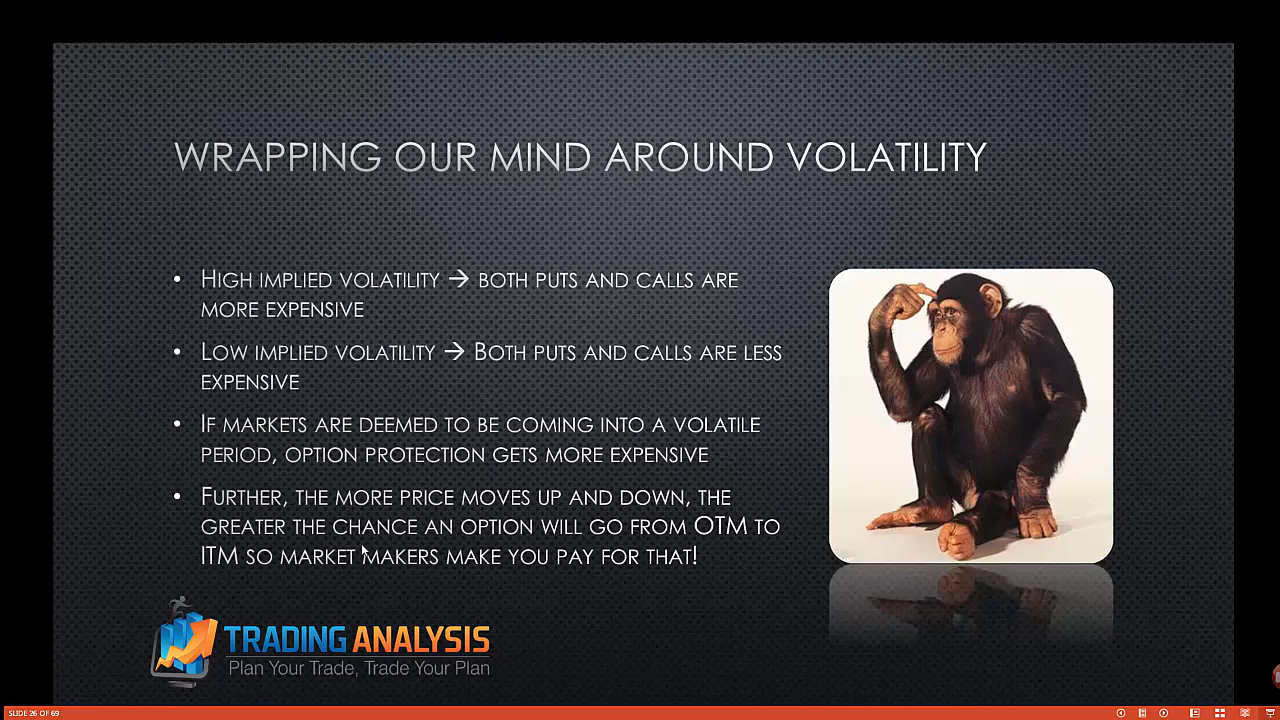 WRAPPING OUR MIND AROUND VOLATILITY
• HIGH IMPLIED VOLATILITY → BOTH PUTS AND CALLS ARE
MORE EXPENSIVE
• LOW IMPLIED VOLATILITY → BOTH PUTS AND CALLS ARE LESS
EXPENSIVE
• IF MARKETS ARE DEEMED TO BE COMING INTO A VOLATILE
PERIOD, OPTION PROTECTION GETS MORE EXPENSIVE
• FURTHER, THE MORE PRICE MOVES UP AND DOWN, THE
GREATER THE CHANCE AN OPTION WILL GO FROM OTM TO
ITM SO MARKET MAKERS MAKE YOU PAY FOR THAT!
TRADING ANALYSIS
Plan Your Trade, Trade Your Plan
SLIDE 26 OF 69